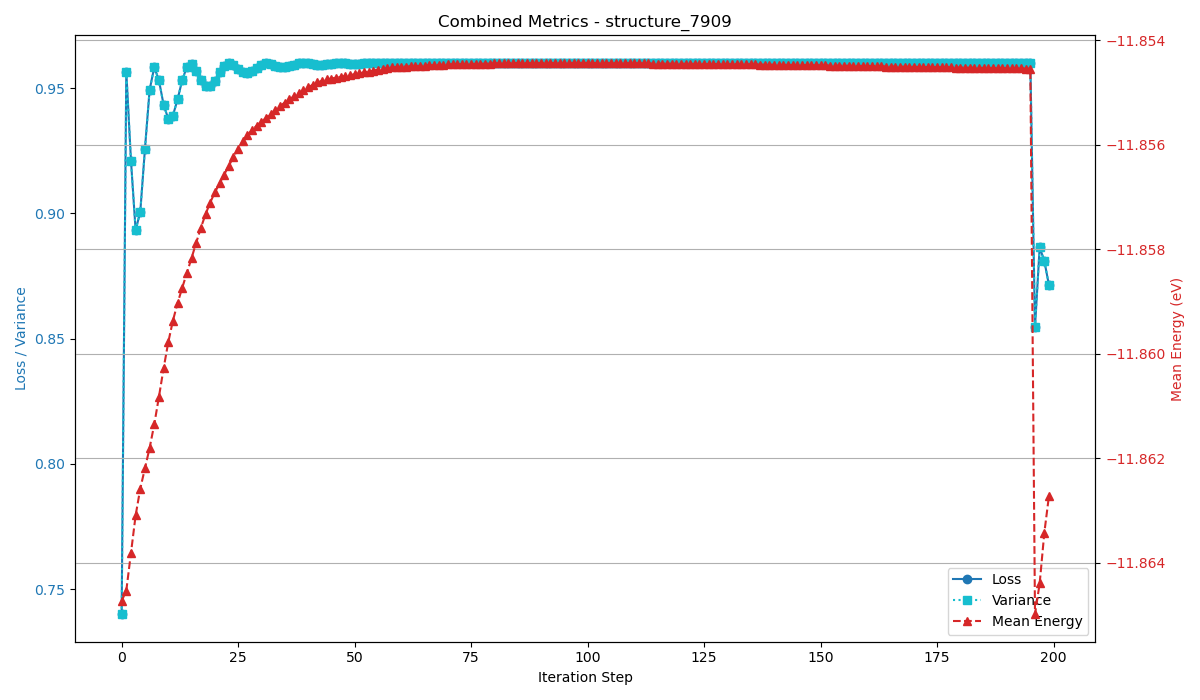 Combined Metrics - structure_7909
Loss / Variance
0.95
0.90
0.85
0.80
0.75
−11.854
−11.856
−11.858
−11.860
−11.862
−11.864
Mean Energy (eV)
Loss
Variance
Mean Energy
0 25 50 75 100 125 150 175 200
Iteration Step